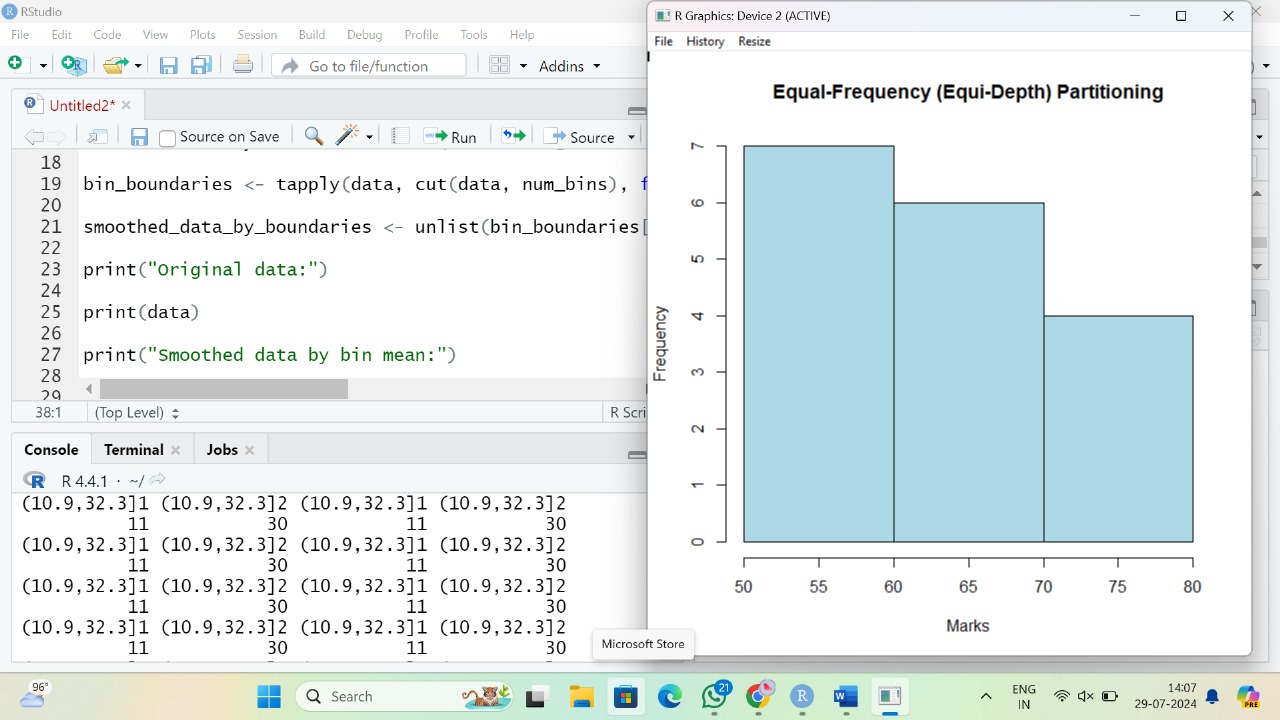 RStudio
File Edit Code View Plots Session Build Debug Profile Tools Help
Go to file/function Addins
Untitled2*
Source on Save Run Source
18
19 bin_boundaries <- tapply(data, cut(data, num_bins), f
20
21 smoothed_data_by_boundaries <- unlist(bin_boundaries[
22
23 print("Original data:")
24
25 print(data)
26
27 print("Smoothed data by bin mean:")
28
29
38:1 (Top Level) R Scri
Console Terminal Jobs
R 4.4.1 · ~/
(10.9,32.3]1 (10.9,32.3]2 (10.9,32.3]1 (10.9,32.3]2
11 30 11 30
(10.9,32.3]1 (10.9,32.3]2 (10.9,32.3]1 (10.9,32.3]2
11 30 11 30
(10.9,32.3]1 (10.9,32.3]2 (10.9,32.3]1 (10.9,32.3]2
11 30 11 30
(10.9,32.3]1 (10.9,32.3]2 (10.9,32.3]1 (10.9,32.3]2
11 30 11 30
R Graphics: Device 2 (ACTIVE)
File History Resize
Equal-Frequency (Equi-Depth) Partitioning
Frequency
7
6
5
4
3
2
1
0
50 55 60 65 70 75 80
Marks
Microsoft Store
96°
Search
21
ENG
IN
14:07
29-07-2024
PRE